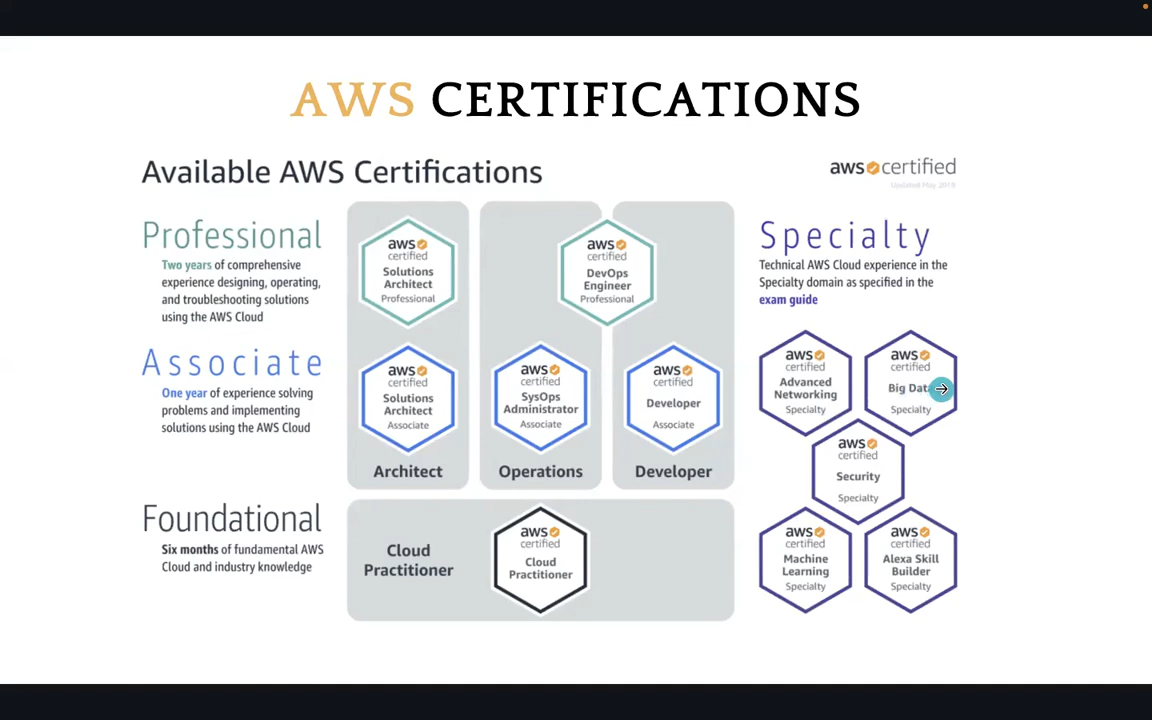 AWS CERTIFICATIONS
Available AWS Certifications
aws certified
Updated May 2019
Professional
Two years of comprehensive
experience designing, operating,
and troubleshooting solutions
using the AWS Cloud
aws
certified
Solutions
Architect
Professional
aws
certified
DevOps
Engineer
Professional
Specialty
Technical AWS Cloud experience in the
Specialty domain as specified in the
exam guide
Associate
One year of experience solving
problems and implementing
solutions using the AWS Cloud
aws
certified
Solutions
Architect
Associate
aws
certified
SysOps
Administrator
Associate
aws
certified
Developer
Associate
Architect
Operations
Developer
aws
certified
Advanced
Networking
Specialty
aws
certified
Big Data
Specialty
aws
certified
Security
Specialty
Foundational
Six months of fundamental AWS
Cloud and industry knowledge
Cloud
Practitioner
aws
certified
Cloud
Practitioner
aws
certified
Machine
Learning
Specialty
aws
certified
Alexa Skill
Builder
Specialty